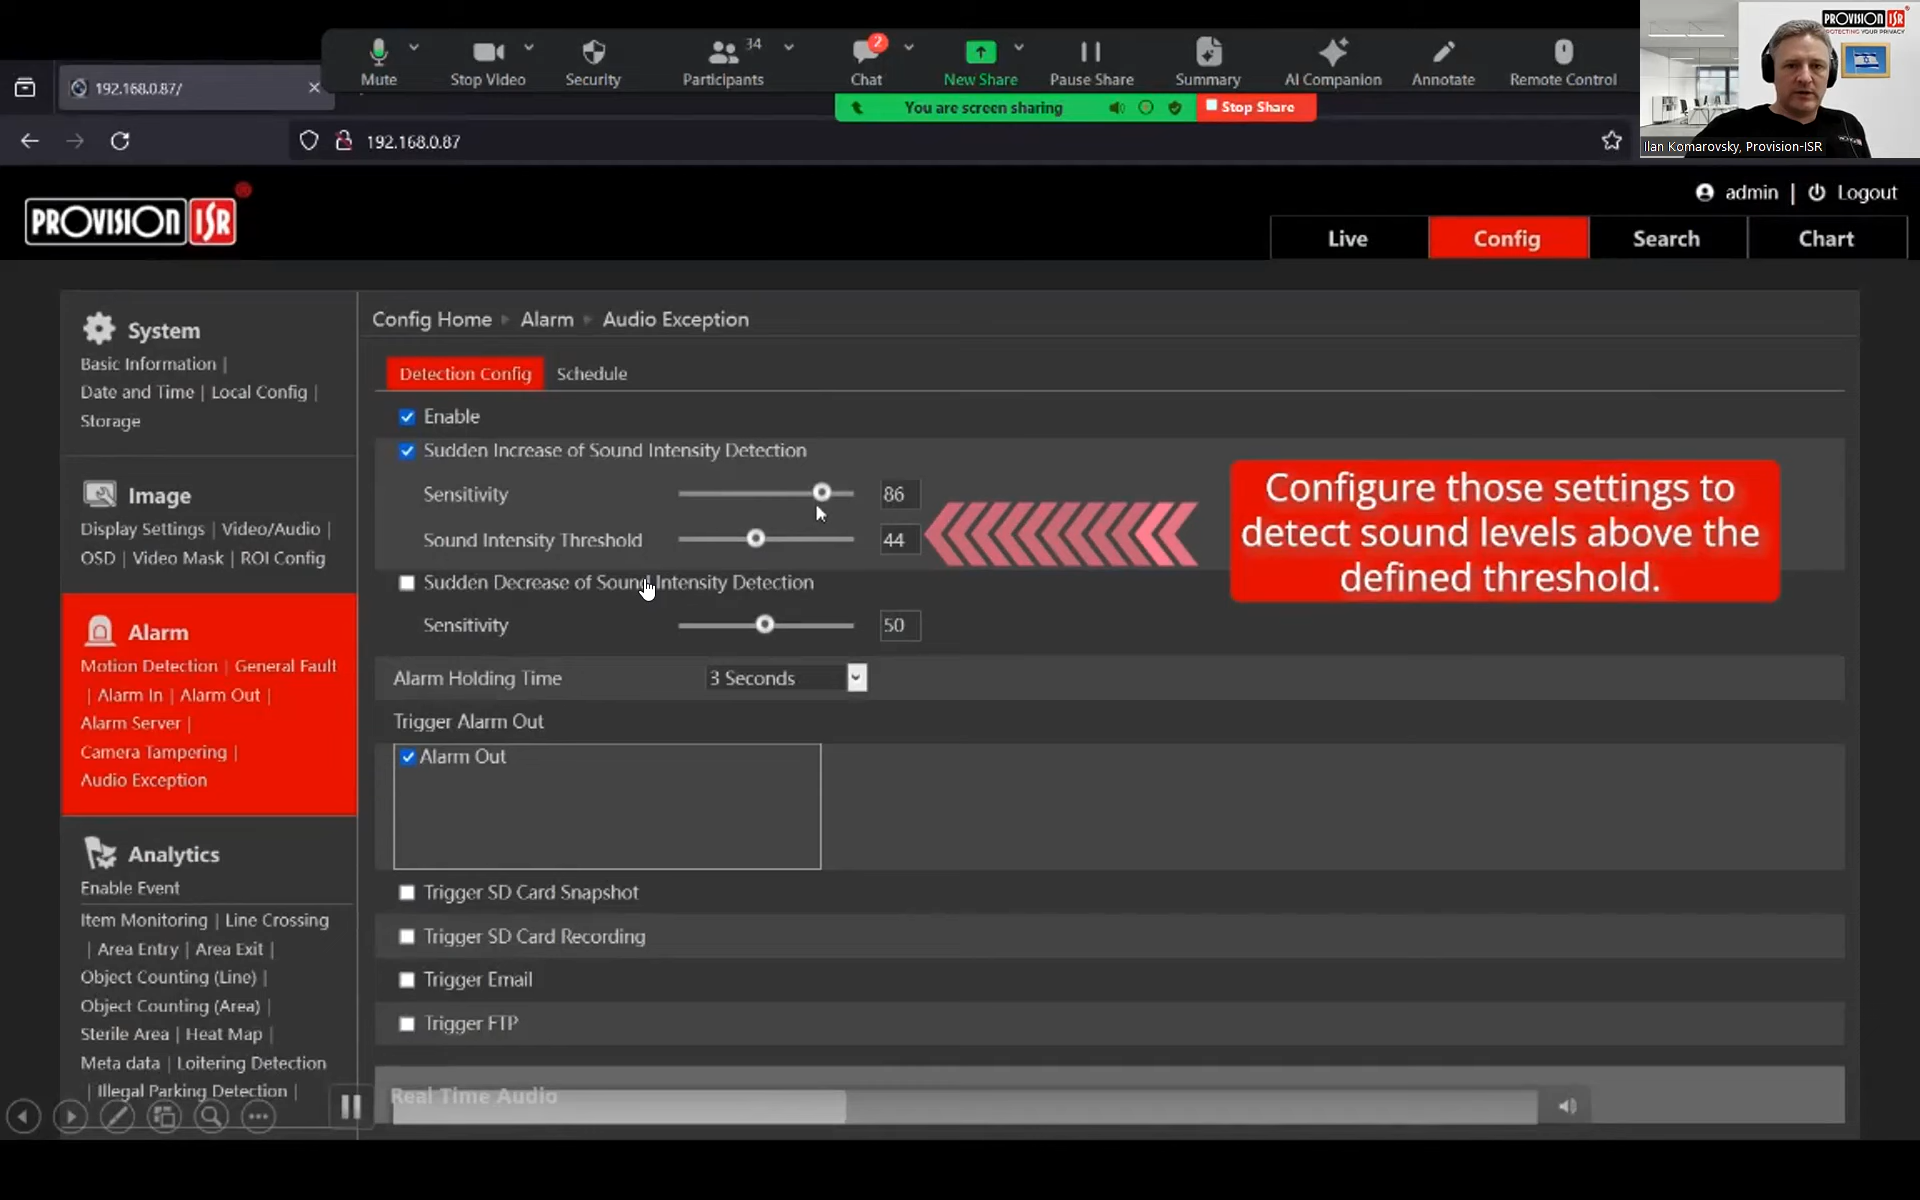 Mute
Stop Video
Security
Participants
34
Chat
2
New Share
Pause Share
Summary
AI Companion
Annotate
Remote Control
You are screen sharing
Stop Share
PROVISION ISR
PROTECTING YOUR PRIVACY
Ilan Komarovsky, Provision-ISR
192.168.0.87/
192.168.0.87
PROVISION ISR
admin | Logout
Live
Config
Search
Chart
System
Basic Information |
Date and Time | Local Config |
Storage
Image
Display Settings | Video/Audio |
OSD | Video Mask | ROI Config
Alarm
Motion Detection | General Fault
| Alarm In | Alarm Out |
Alarm Server |
Camera Tampering |
Audio Exception
Analytics
Enable Event
Item Monitoring | Line Crossing
| Area Entry | Area Exit |
Object Counting (Line) |
Object Counting (Area) |
Sterile Area | Heat Map |
Meta data | Loitering Detection
| Illegal Parking Detection |
Config Home Alarm Audio Exception
Detection Config Schedule
Enable
Sudden Increase of Sound Intensity Detection
Sensitivity 86
Sound Intensity Threshold 44
Sudden Decrease of Sound Intensity Detection
Sensitivity 50
Alarm Holding Time 3 Seconds
Trigger Alarm Out
Alarm Out
Trigger SD Card Snapshot
Trigger SD Card Recording
Trigger Email
Trigger FTP
Real Time Audio
Configure those settings to
detect sound levels above the
defined threshold.